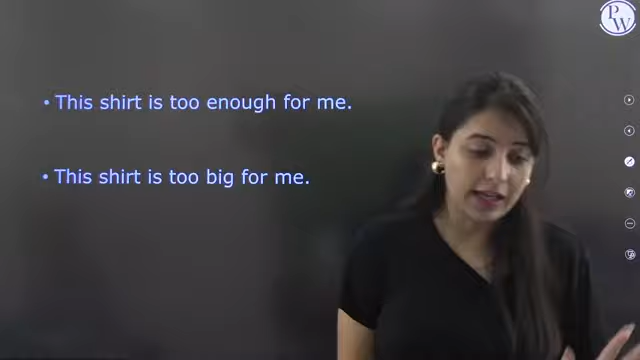 PW
• This shirt is too enough for me.
• This shirt is too big for me.